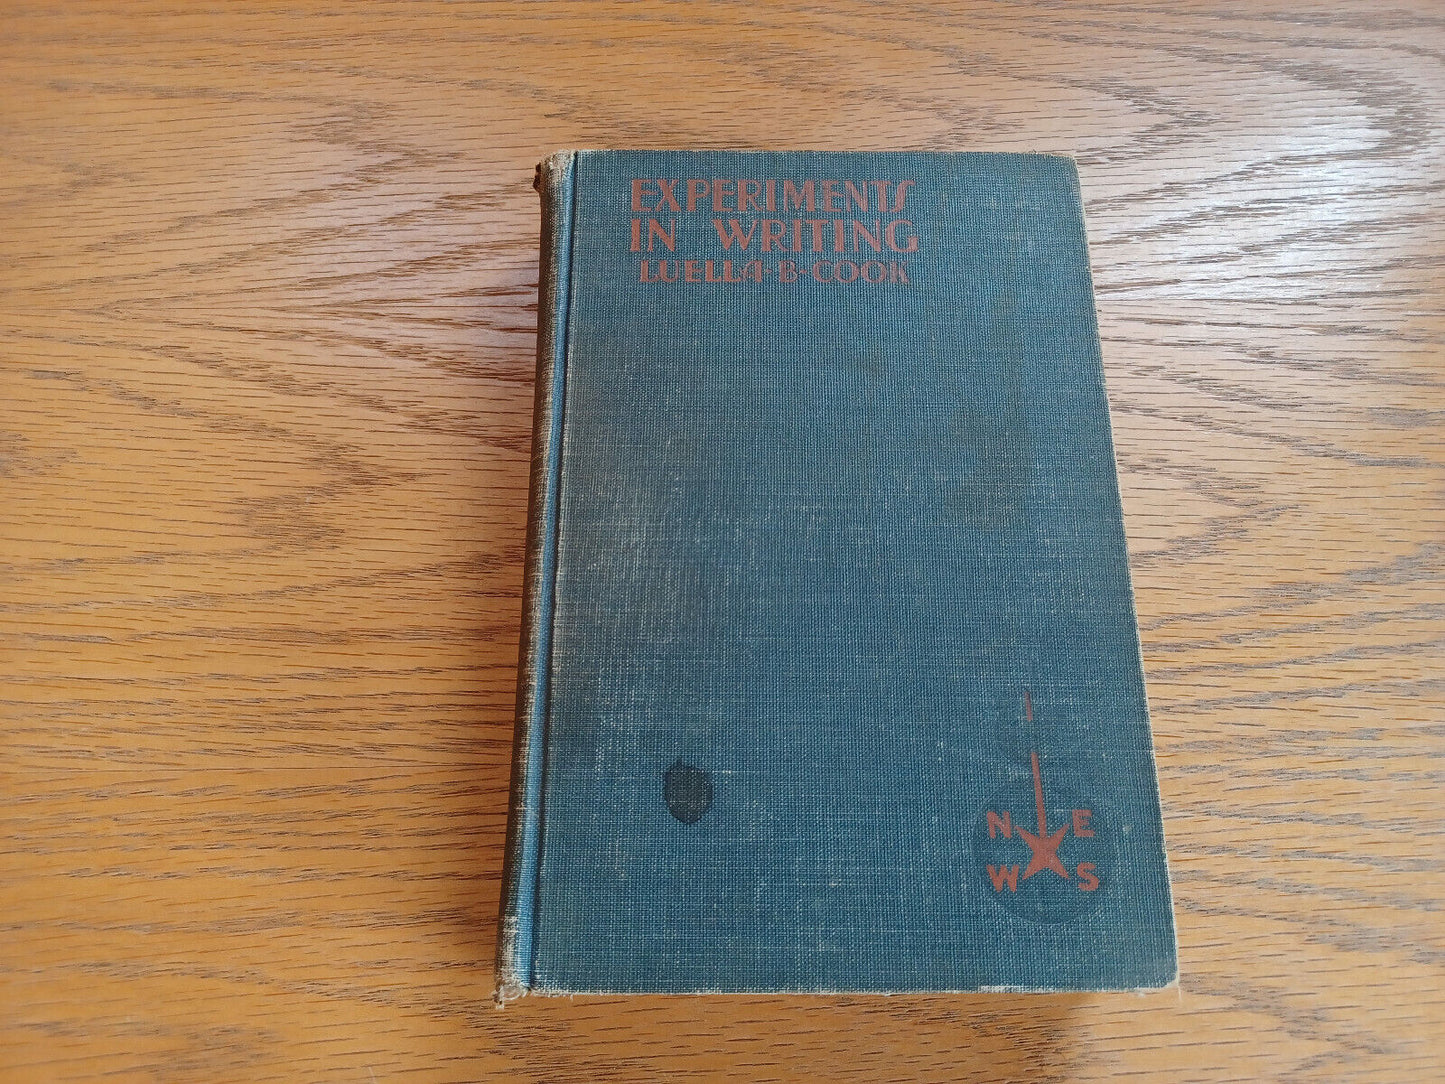 EXPERIMENTS
IN WRITING
LUELLA-B-COOK
N E
W S